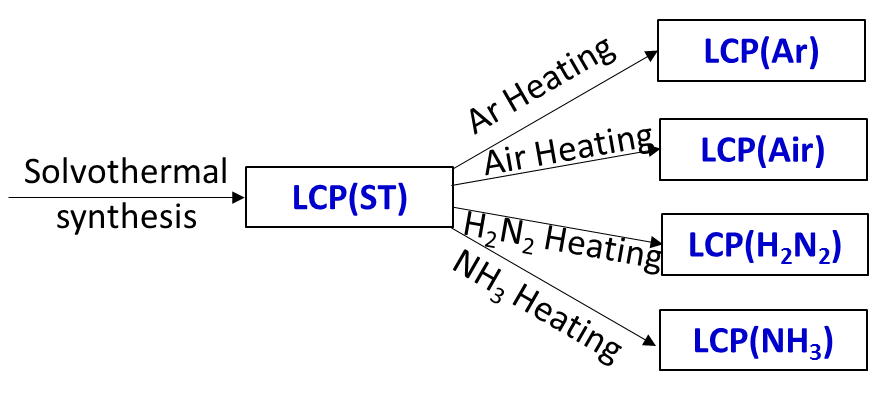 Solvothermal
synthesis
LCP(ST)
Ar Heating
LCP(Ar)
Air Heating
LCP(Air)
H₂N₂ Heating
LCP(H₂N₂)
NH₃ Heating
LCP(NH₃)